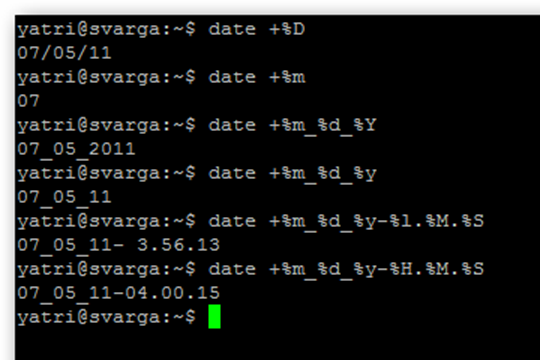 yatri@svarga:~$ date +%D
07/05/11
yatri@svarga:~$ date +%m
07
yatri@svarga:~$ date +%m_%d_%Y
07_05_2011
yatri@svarga:~$ date +%m_%d_%y
07_05_11
yatri@svarga:~$ date +%m_%d_%y-%l.%M.%S
07_05_11- 3.56.13
yatri@svarga:~$ date +%m_%d_%y-%H.%M.%S
07_05_11-04.00.15
yatri@svarga:~$